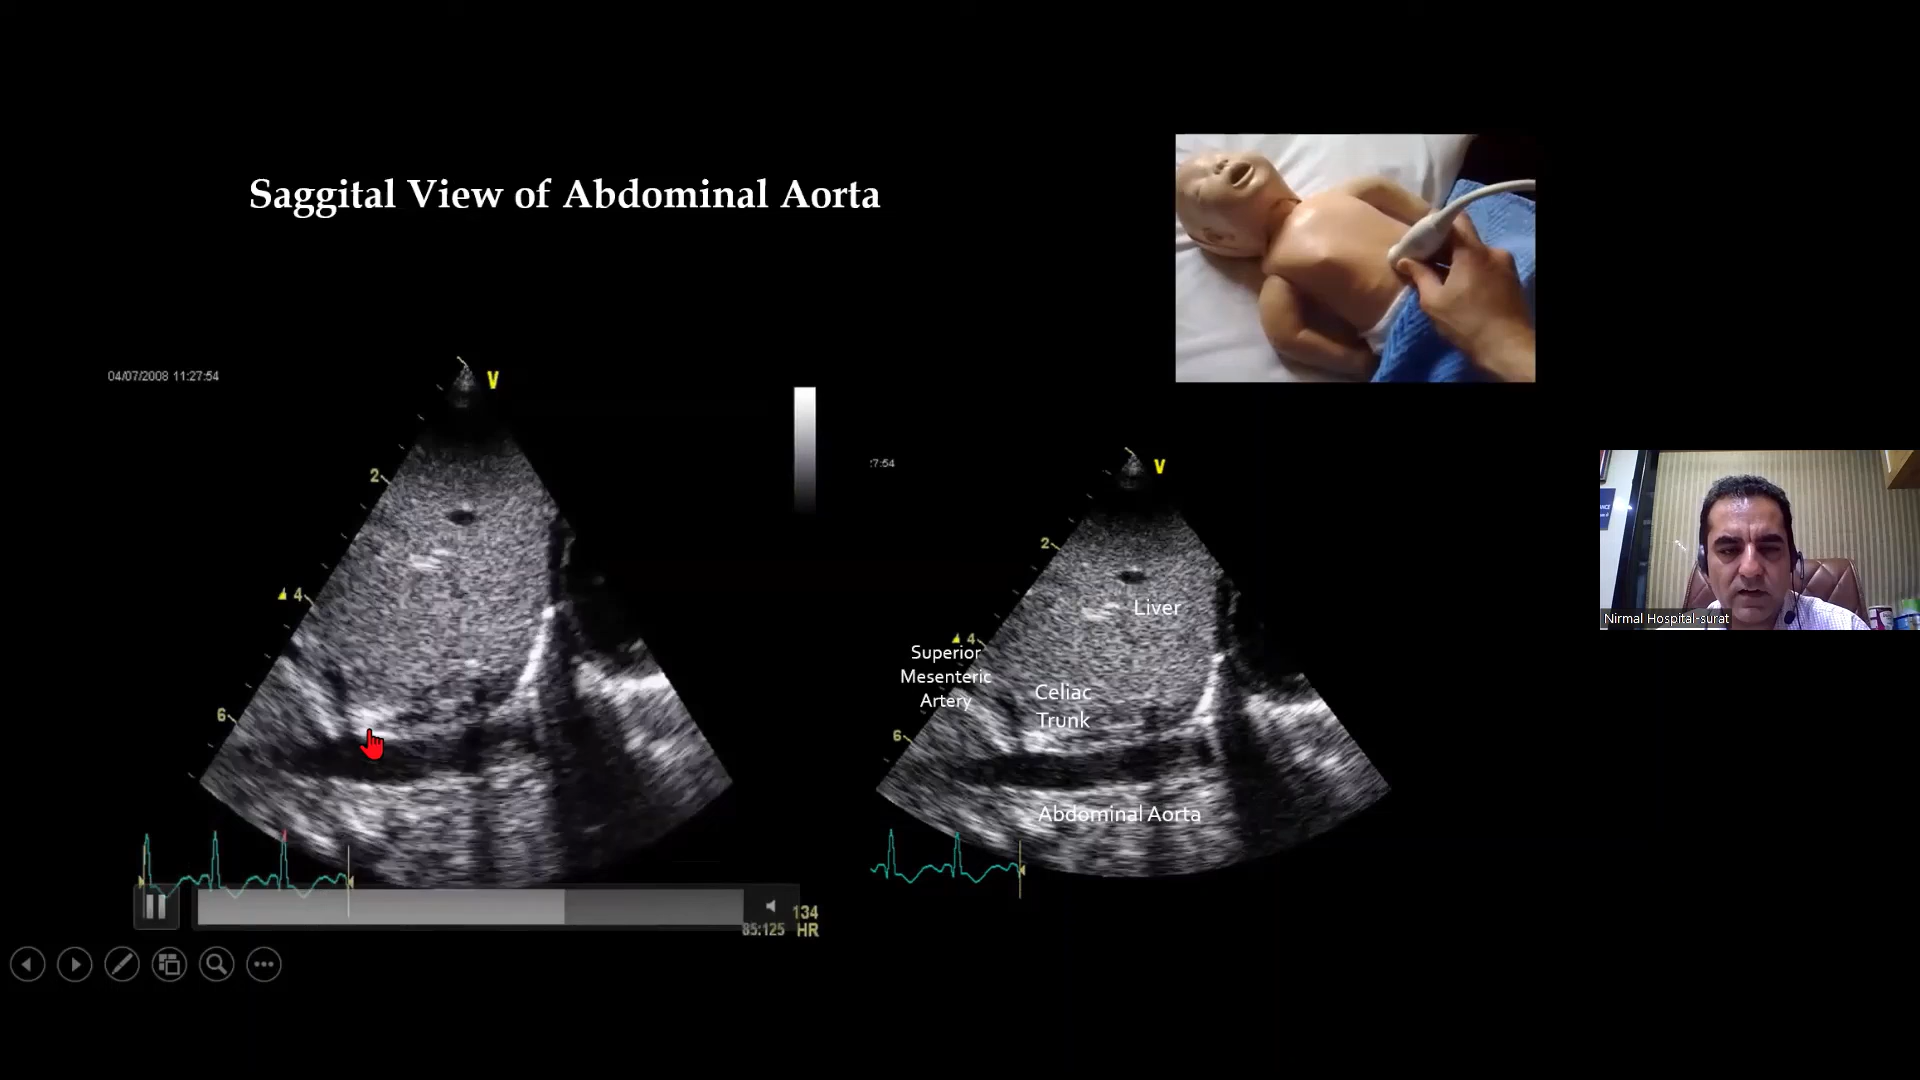 Saggital View of Abdominal Aorta
04/07/2008 11:27:54
V
2
4
6
134
85:125 HR
:7:54
V
2
4
6
Liver
Superior
Mesenteric
Artery
Celiac
Trunk
Abdominal Aorta
Nirmal Hospital-surat